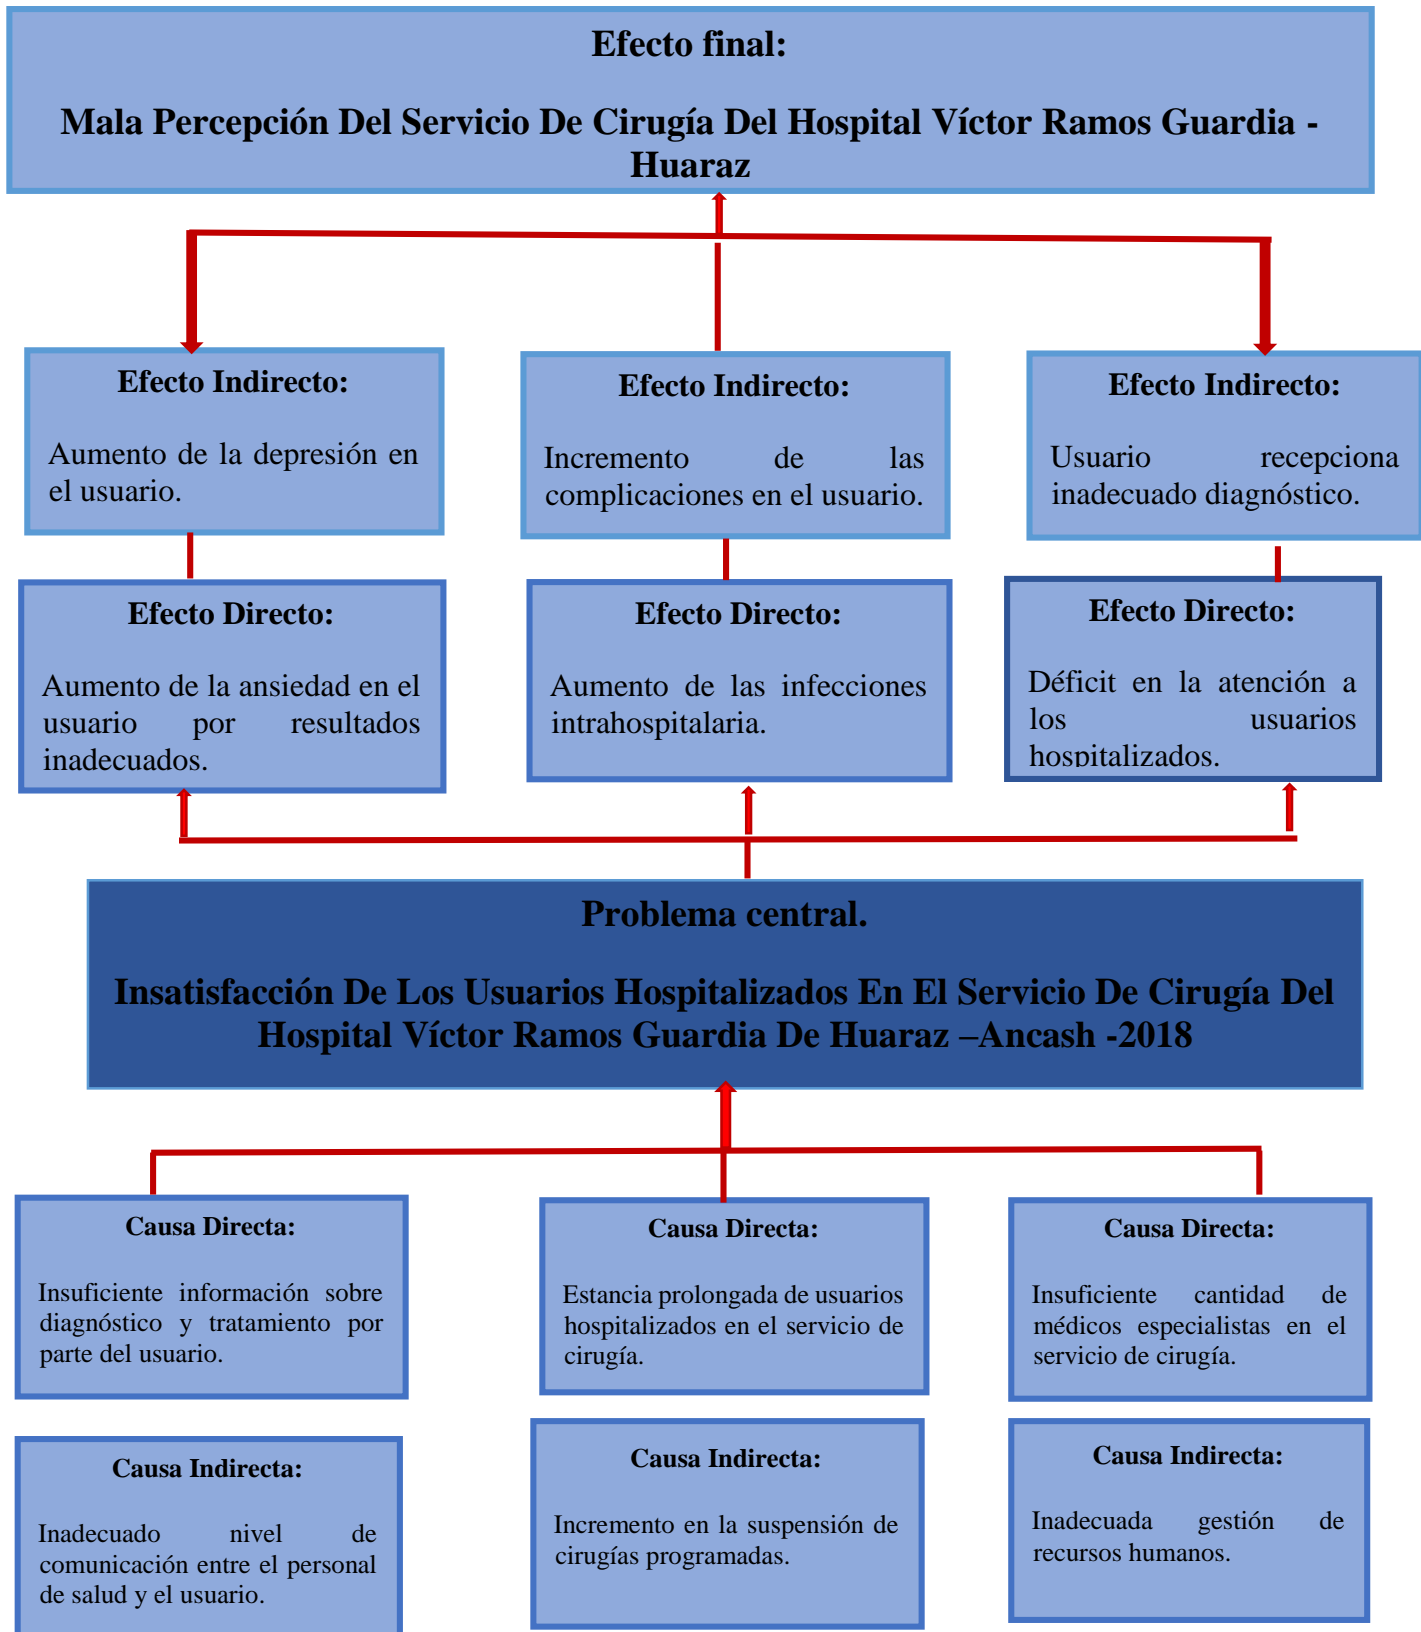 Efecto final:
Mala Percepción Del Servicio De Cirugía Del Hospital Víctor Ramos Guardia -
Huaraz
Efecto Indirecto:
Aumento de la depresión en
el usuario.
Efecto Indirecto:
Incremento de las
complicaciones en el usuario.
Efecto Indirecto:
Usuario recepciona
inadecuado diagnóstico.
Efecto Directo:
Aumento de la ansiedad en el
usuario por resultados
inadecuados.
Efecto Directo:
Aumento de las infecciones
intrahospitalaria.
Efecto Directo:
Déficit en la atención a
los usuarios
hospitalizados.
Problema central.
Insatisfacción De Los Usuarios Hospitalizados En El Servicio De Cirugía Del
Hospital Víctor Ramos Guardia De Huaraz –Ancash -2018
Causa Directa:
Insuficiente información sobre
diagnóstico y tratamiento por
parte del usuario.
Causa Directa:
Estancia prolongada de usuarios
hospitalizados en el servicio de
cirugía.
Causa Directa:
Insuficiente cantidad de
médicos especialistas en el
servicio de cirugía.
Causa Indirecta:
Inadecuado nivel de
comunicación entre el personal
de salud y el usuario.
Causa Indirecta:
Incremento en la suspensión de
cirugías programadas.
Causa Indirecta:
Inadecuada gestión de
recursos humanos.